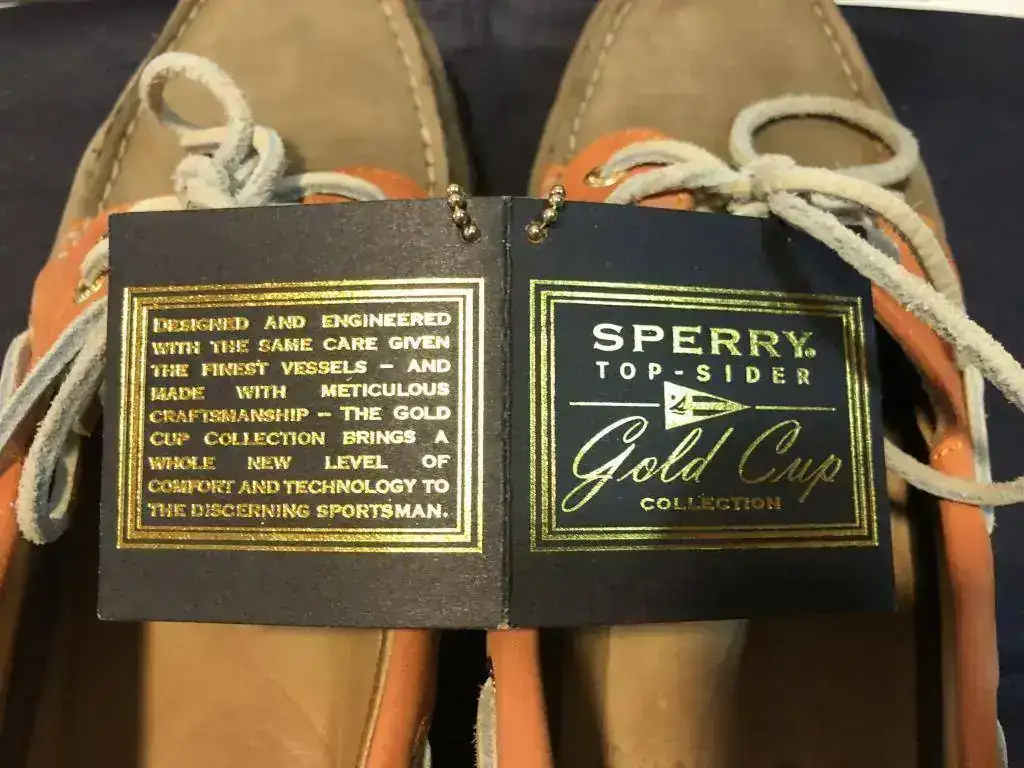 DESIGNED AND ENGINEERED
WITH THE SAME CARE GIVEN
THE FINEST VESSELS – AND
MADE WITH METICULOUS
CRAFTSMANSHIP – THE GOLD
CUP COLLECTION BRINGS A
WHOLE NEW LEVEL OF
COMFORT AND TECHNOLOGY TO
THE DISCERNING SPORTSMAN.
SPERRY®
TOP-SIDER
Gold Cup
COLLECTION